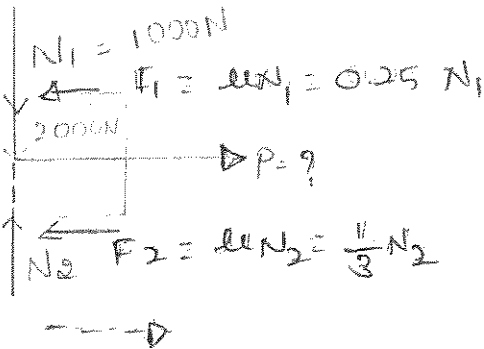 N₁ = 1000N
F₁ = μN₁ = 0.25 N₁
2000N
P = ?
N₂
F₂ = μN₂ = 1/3 N₂